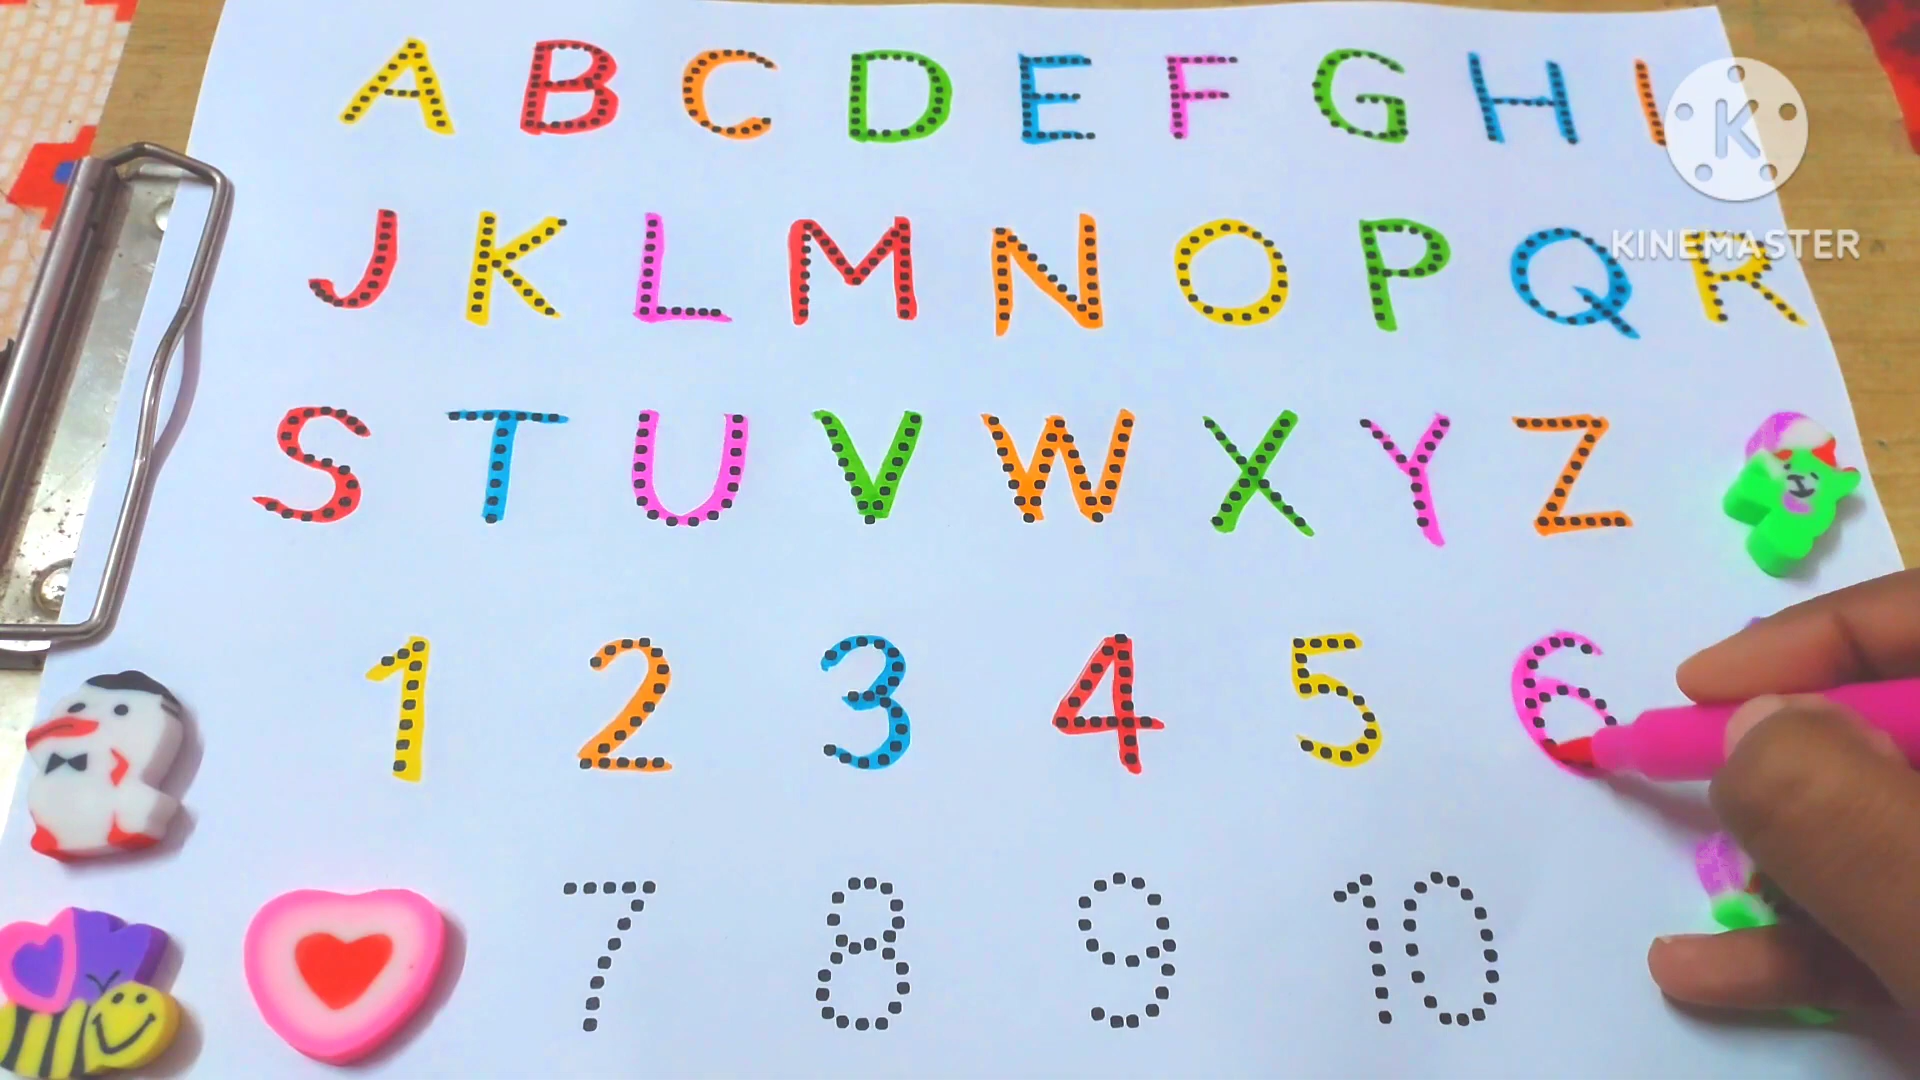 A B C D E F G H I
K
KINEMASTER
J K L M N O P Q R
S T U V W X Y Z
1 2 3 4 5 6
7 8 9 10